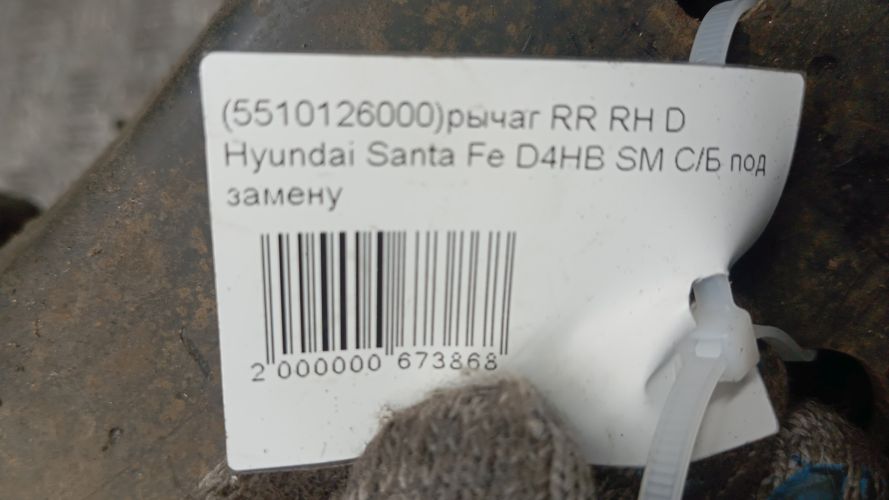 (5510126000)рычаг RR RH D
Hyundai Santa Fe D4HB SM С/Б под
замену
2 000000 673868